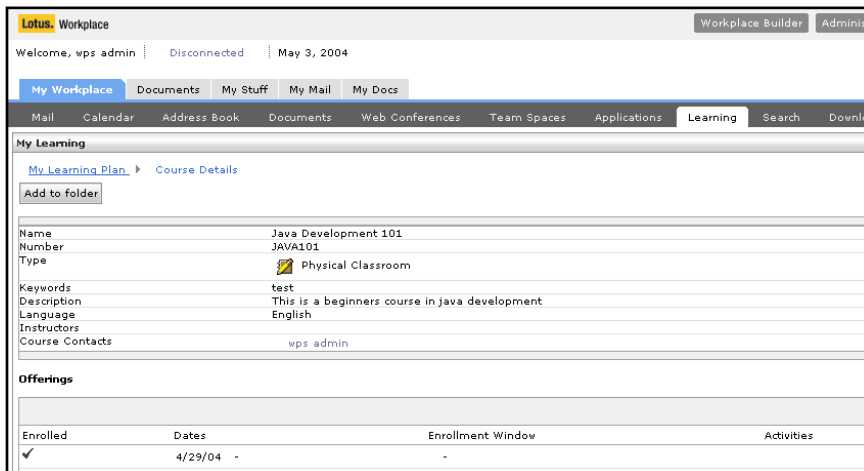 Lotus. Workplace Workplace Builder
Welcome, wps admin Disconnected May 3, 2004
My Workplace Documents My Stuff My Mail My Docs
Mail Calendar Address Book Documents Web Conferences Team Spaces Applications Learning Search
My Learning
My Learning Plan Course Details
Add to folder
Name Java Development 101
Number JAVA101
Type Physical Classroom
Keywords test
Description This is a beginners course in java development
Language English
Instructors
Course Contacts wps admin
Offerings
Enrolled Dates Enrollment Window Activities
4/29/04 - -